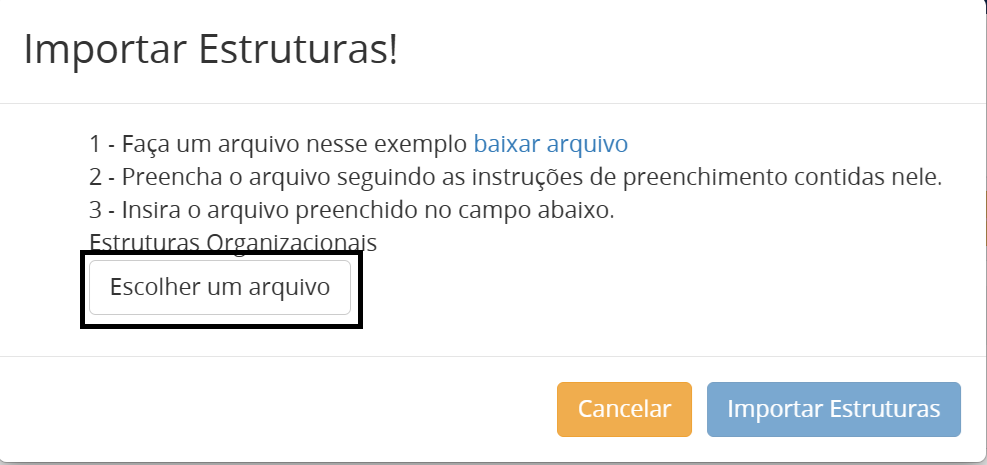 Importar Estruturas!
1 - Faça um arquivo nesse exemplo baixar arquivo
2 - Preencha o arquivo seguindo as instruções de preenchimento contidas nele.
3 - Insira o arquivo preenchido no campo abaixo.
Estruturas Organizacionais
Escolher um arquivo
Cancelar
Importar Estruturas